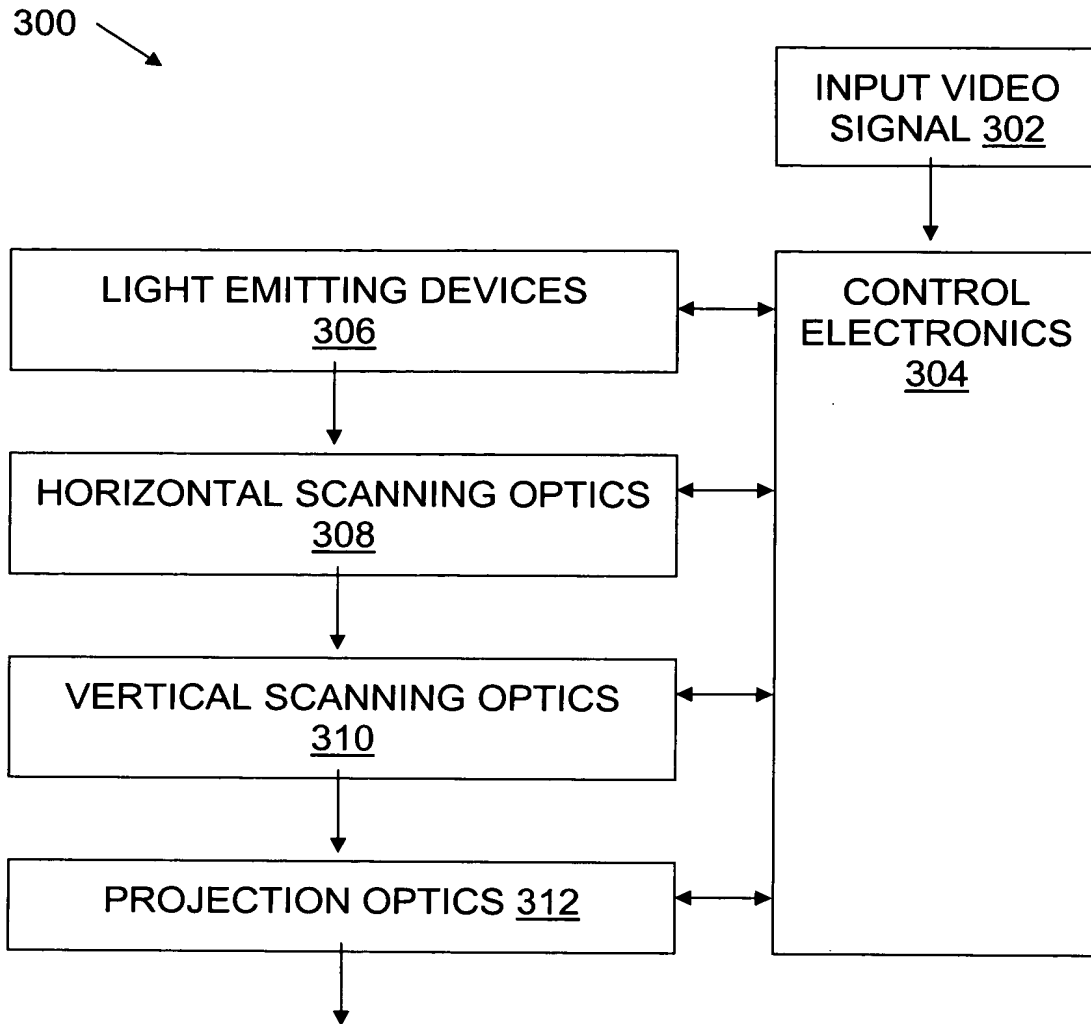 300
INPUT VIDEO
SIGNAL 302
LIGHT EMITTING DEVICES
306
CONTROL
ELECTRONICS
304
HORIZONTAL SCANNING OPTICS
308
VERTICAL SCANNING OPTICS
310
PROJECTION OPTICS 312